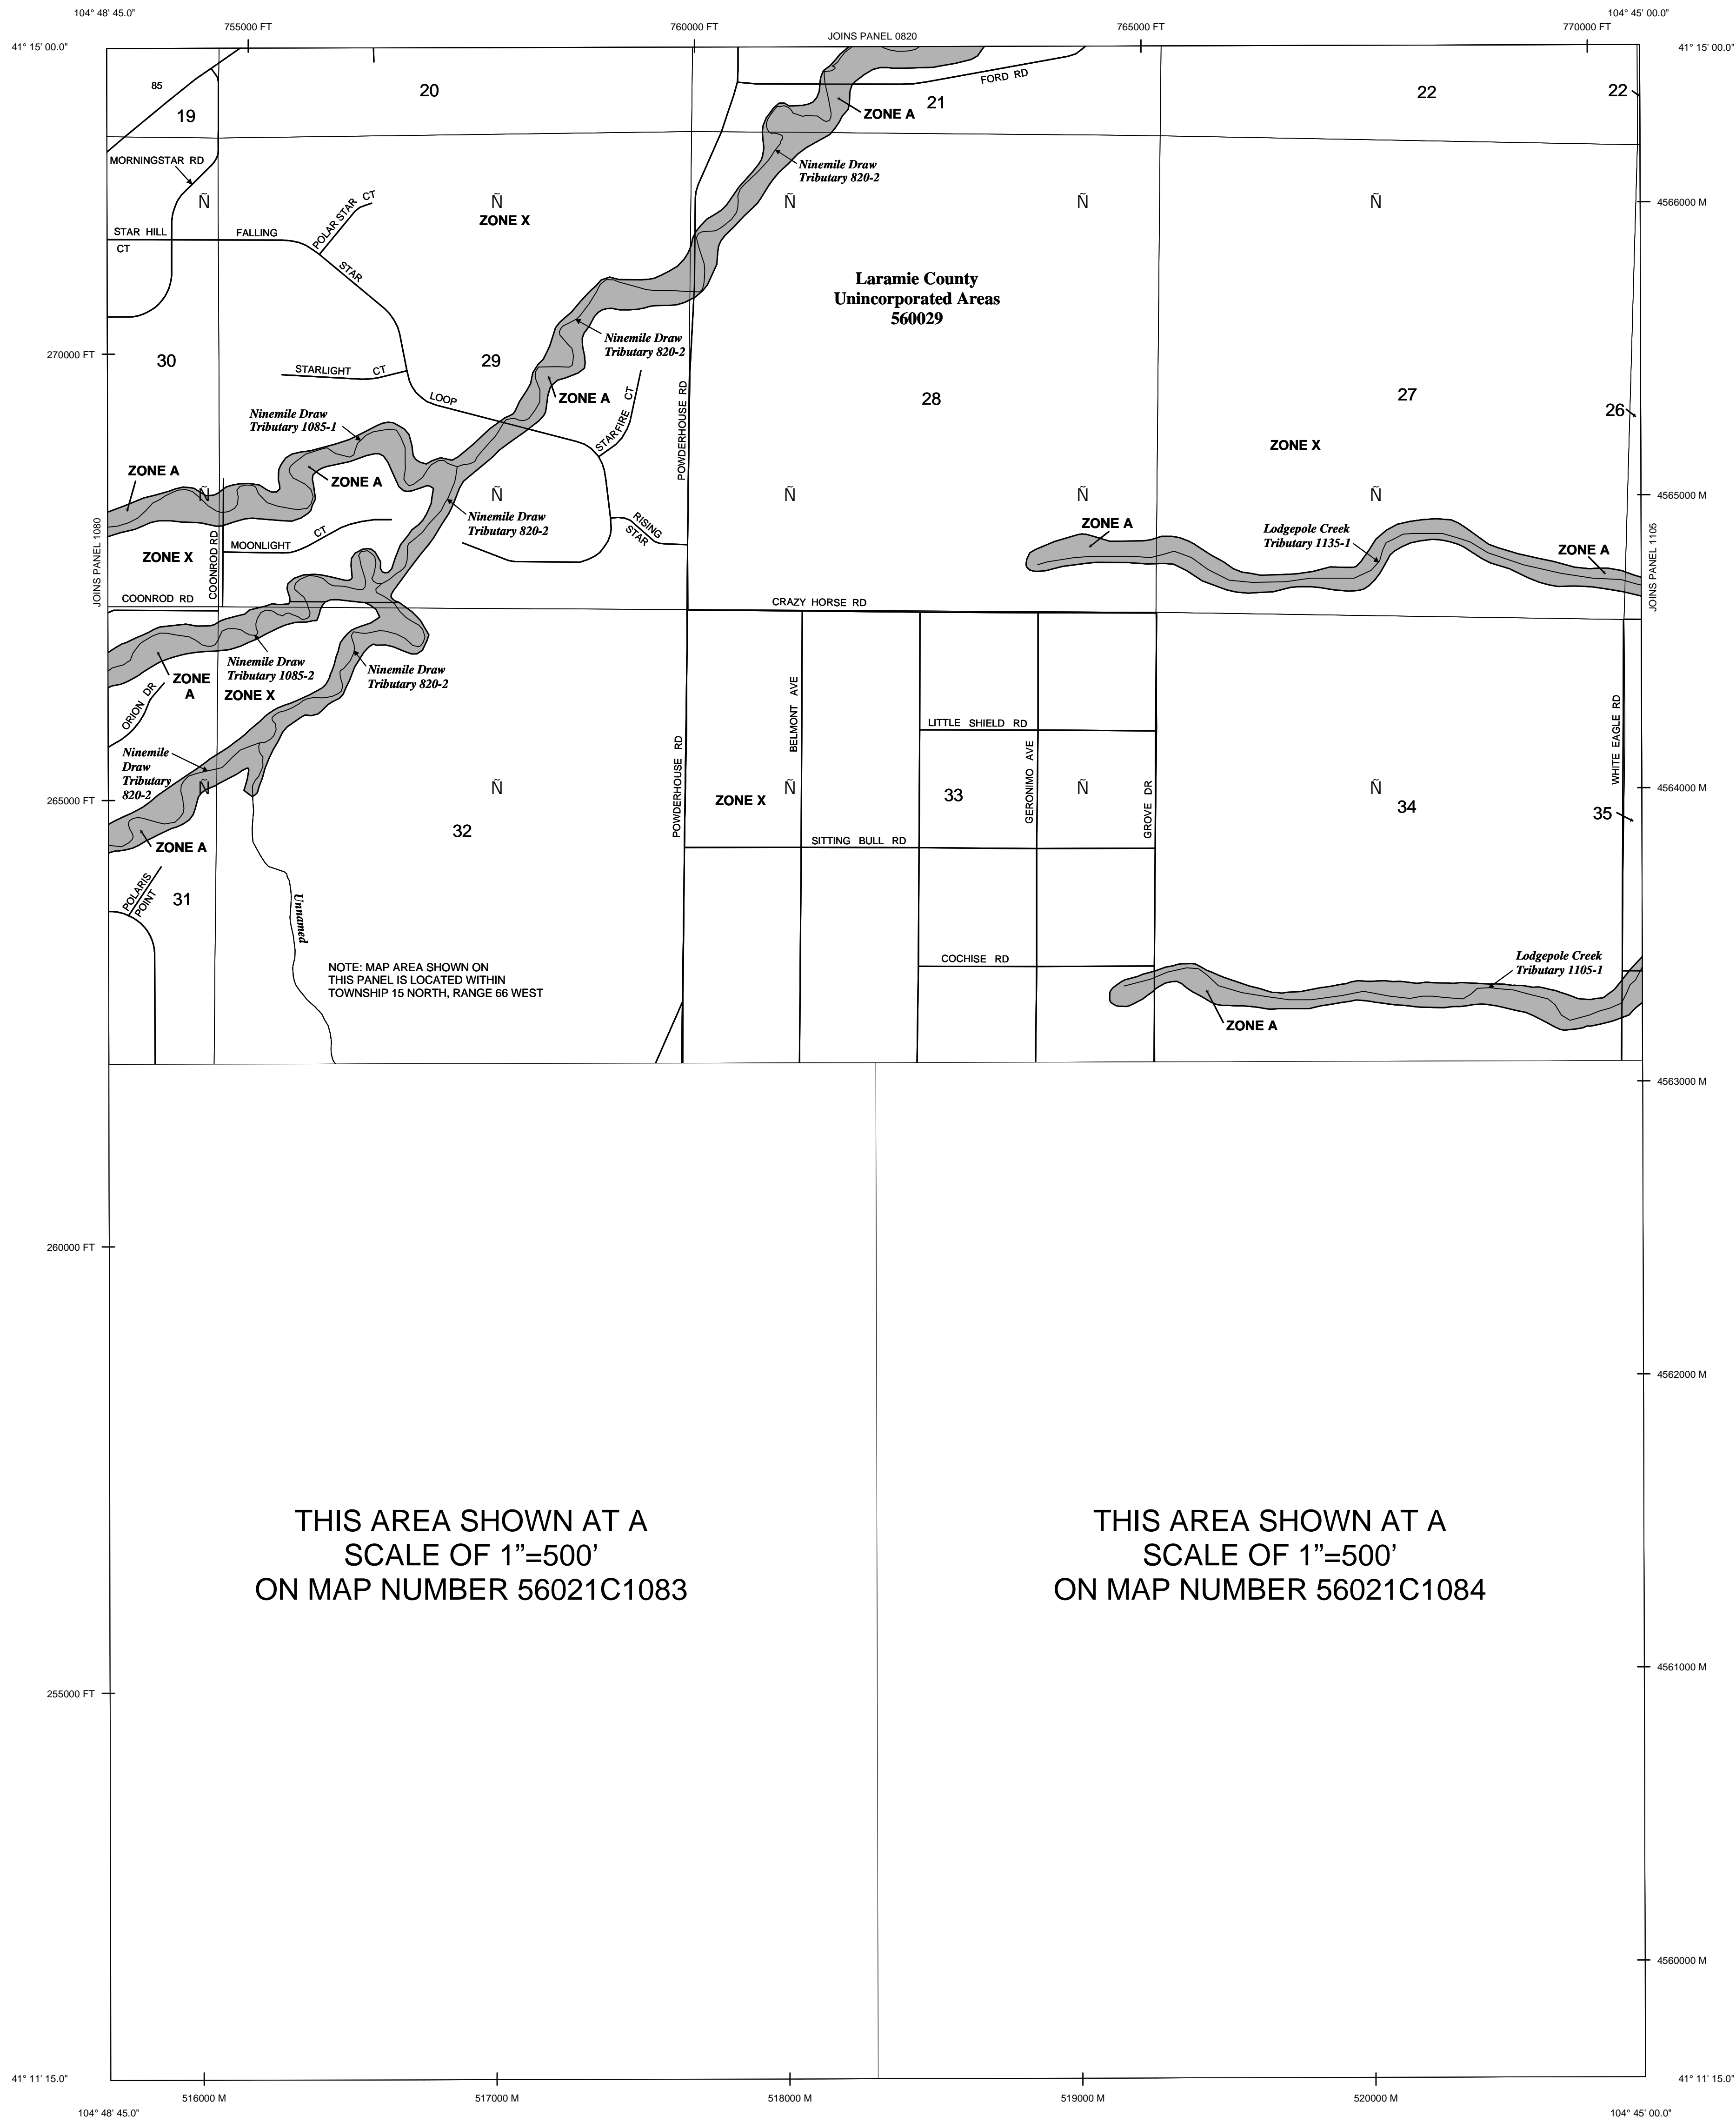 104° 48' 45.0"
104° 45' 00.0"
755000 FT
760000 FT
765000 FT
770000 FT
JOINS PANEL 0820
41° 15' 00.0"
41° 15' 00.0"
85
19
20
21
22
22
FORD RD
ZONE A
MORNINGSTAR RD
Ninemile Draw
Tributary 820-2
Ñ
Ñ
Ñ
Ñ
Ñ
4566000 M
ZONE X
POLAR STAR CT
STAR HILL
CT
FALLING
STAR
LOOP
Laramie County
Unincorporated Areas
560029
Ninemile Draw
Tributary 820-2
270000 FT
30
29
28
27
26
STARLIGHT CT
ZONE A
STARFIRE CT
POWDERHOUSE RD
Ninemile Draw
Tributary 1085-1
ZONE X
ZONE A
ZONE A
Ñ
Ñ
Ñ
Ñ
Ñ
4565000 M
Ninemile Draw
Tributary 820-2
RISING
STAR
ZONE A
Lodgepole Creek
Tributary 1135-1
ZONE A
JOINS PANEL 1080
JOINS PANEL 1105
MOONLIGHT CT
ZONE X
COONROD RD
COONROD RD
CRAZY HORSE RD
Ninemile Draw
Tributary 1085-2
Ninemile Draw
Tributary 820-2
ZONE
A
ZONE X
ORION DR
BELMONT AVE
LITTLE SHIELD RD
WHITE EAGLE RD
Ninemile
Draw
Tributary
820-2
POWDERHOUSE RD
GERONIMO AVE
GROVE DR
Ñ
Ñ
Ñ
Ñ
Ñ
4564000 M
265000 FT
ZONE X
33
34
35
32
ZONE A
SITTING BULL RD
POLARIS
POINT
31
Unnamed
COCHISE RD
Lodgepole Creek
Tributary 1105-1
NOTE: MAP AREA SHOWN ON
THIS PANEL IS LOCATED WITHIN
TOWNSHIP 15 NORTH, RANGE 66 WEST
ZONE A
4563000 M
260000 FT
4562000 M
THIS AREA SHOWN AT A
SCALE OF 1”=500’
ON MAP NUMBER 56021C1083
THIS AREA SHOWN AT A
SCALE OF 1”=500’
ON MAP NUMBER 56021C1084
4561000 M
255000 FT
4560000 M
41° 11' 15.0"
41° 11' 15.0"
516000 M
517000 M
518000 M
519000 M
520000 M
104° 48' 45.0"
104° 45' 00.0"